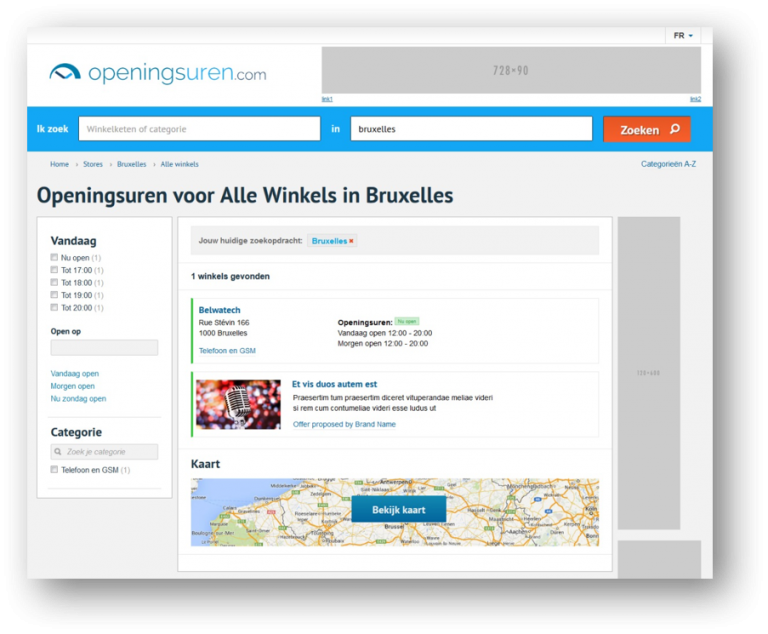 FR
openingsuren.com
728×90
link1
link2
Ik zoek
Winkelketen of categorie
in
bruxelles
Zoeken
Home › Stores › Bruxelles › Alle winkels
Categorieën A-Z
Openingsuren voor Alle Winkels in Bruxelles
Vandaag
Nu open (1)
Tot 17:00 (1)
Tot 18:00 (1)
Tot 19:00 (1)
Tot 20:00 (1)
Open op
Vandaag open
Morgen open
Nu zondag open
Categorie
Zoek je categorie
Telefoon en GSM (1)
Jouw huidige zoekopdracht: Bruxelles ×
1 winkels gevonden
Belwatech
Rue Stévin 166
1000 Bruxelles
Telefoon en GSM
Openingsuren: Nu open
Vandaag open 12:00 - 20:00
Morgen open 12:00 - 20:00
Et vis duos autem est
Praesertim tum praesertim diceret vituperandae meliae videri
si rem cum contumeliae videri esse ludus ut
Offer proposed by Brand Name
Kaart
Antwerpen
Brussel
Aachen
Bekijk kaart